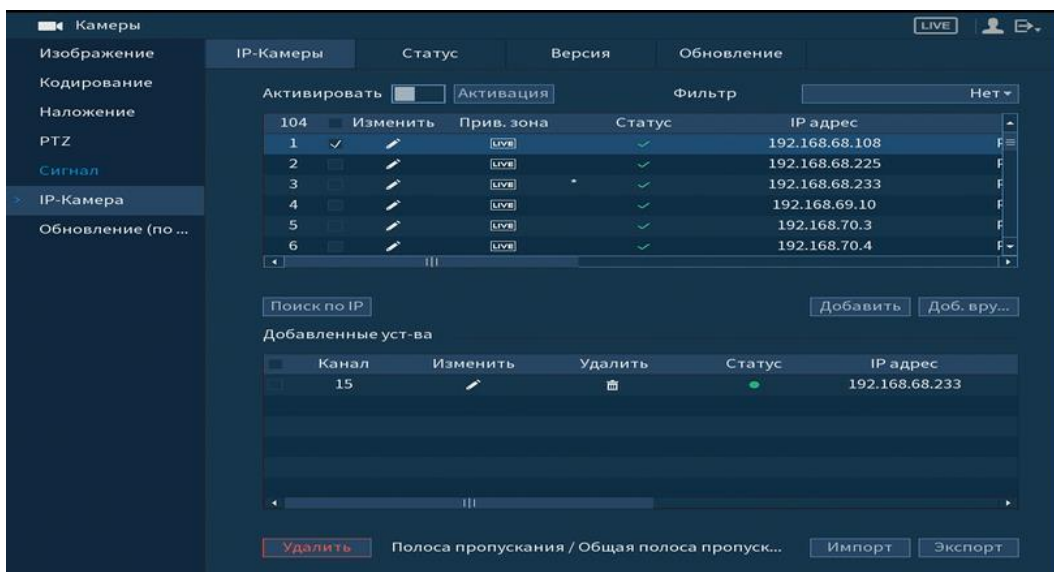 Камеры LIVE
Изображение IP-Камеры Статус Версия Обновление
Кодирование
Активировать Активация Фильтр Нет
Наложение
104 Изменить Прив. зона Статус IP адрес
PTZ
1 LIVE 192.168.68.108
2 LIVE 192.168.68.225
Сигнал
3 LIVE * 192.168.68.233
IP-Камера
4 LIVE 192.168.69.10
5 LIVE 192.168.70.3
Обновление (по ...
6 LIVE 192.168.70.4
Поиск по IP Добавить Доб. вру...
Добавленные уст-ва
Канал Изменить Удалить Статус IP адрес
15 192.168.68.233
Удалить Полоса пропускания / Общая полоса пропуск... Импорт Экспорт